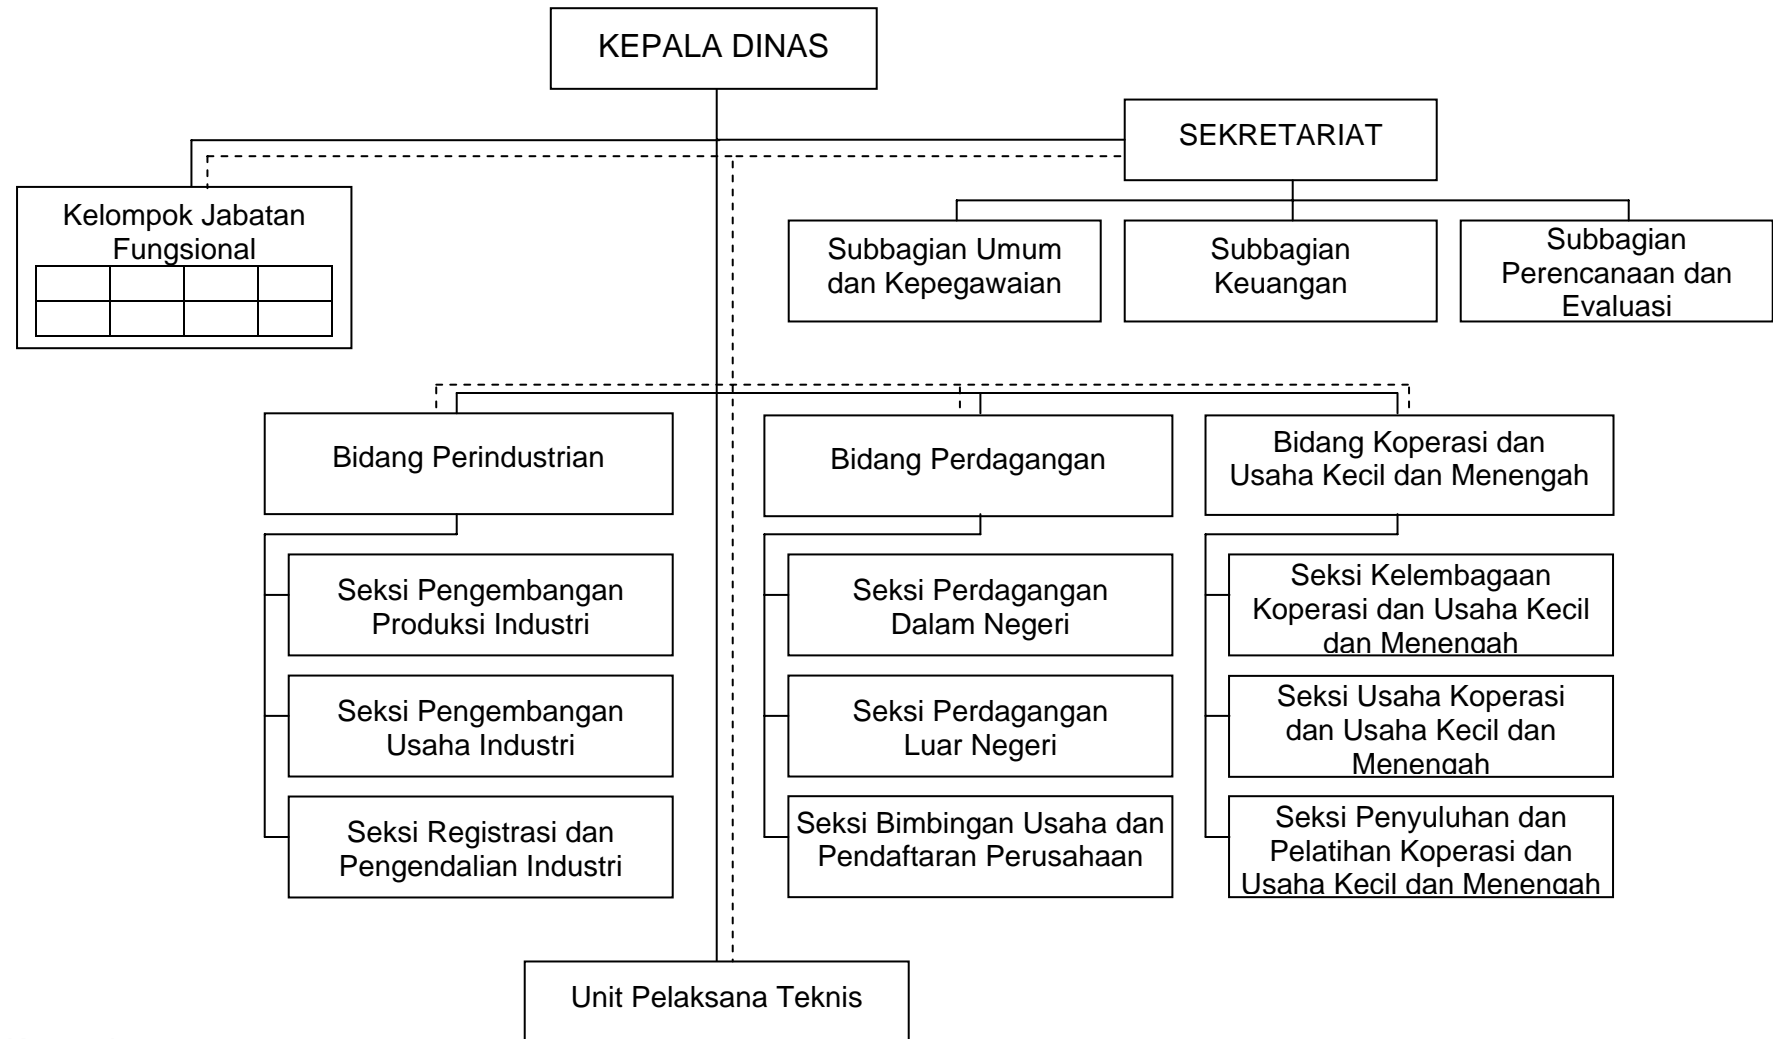 KEPALA DINAS
SEKRETARIAT
Kelompok Jabatan
Fungsional
Subbagian Umum
dan Kepegawaian
Subbagian
Keuangan
Subbagian
Perencanaan dan
Evaluasi
Bidang Perindustrian
Bidang Perdagangan
Bidang Koperasi dan
Usaha Kecil dan Menengah
Seksi Pengembangan
Produksi Industri
Seksi Perdagangan
Dalam Negeri
Seksi Kelembagaan
Koperasi dan Usaha Kecil
dan Menengah
Seksi Pengembangan
Usaha Industri
Seksi Perdagangan
Luar Negeri
Seksi Usaha Koperasi
dan Usaha Kecil dan
Menengah
Seksi Registrasi dan
Pengendalian Industri
Seksi Bimbingan Usaha dan
Pendaftaran Perusahaan
Seksi Penyuluhan dan
Pelatihan Koperasi dan
Usaha Kecil dan Menengah
Unit Pelaksana Teknis